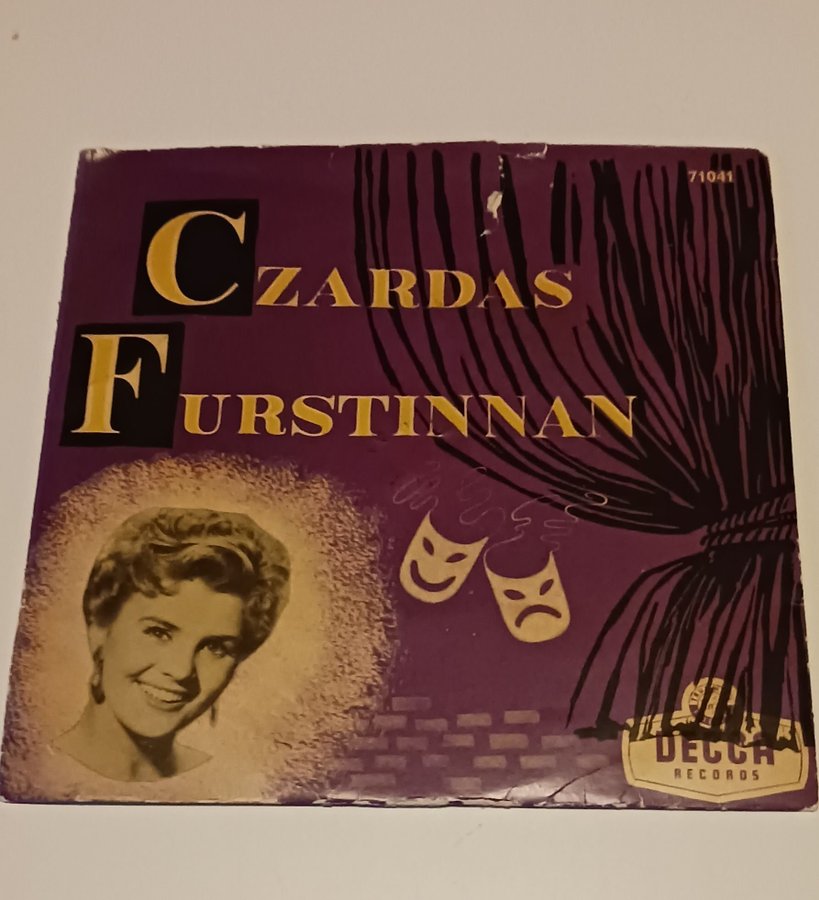 71041
CZARDAS
FURSTINNAN
DECCA
RECORDS